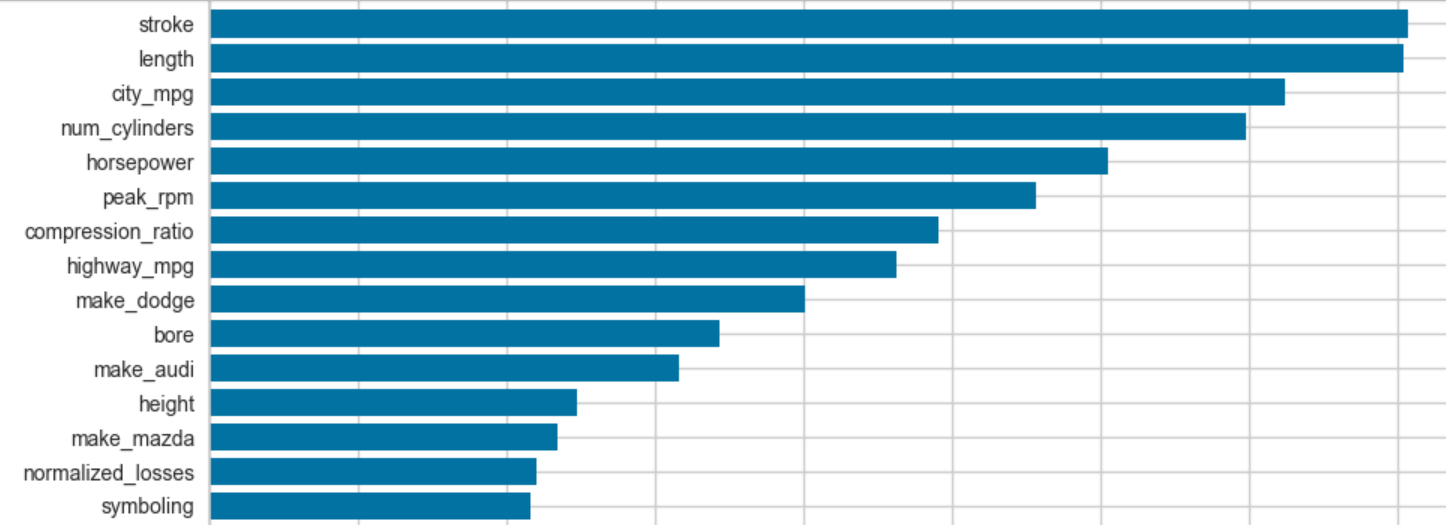 stroke
length
city_mpg
num_cylinders
horsepower
peak_rpm
compression_ratio
highway_mpg
make_dodge
bore
make_audi
height
make_mazda
normalized_losses
symboling